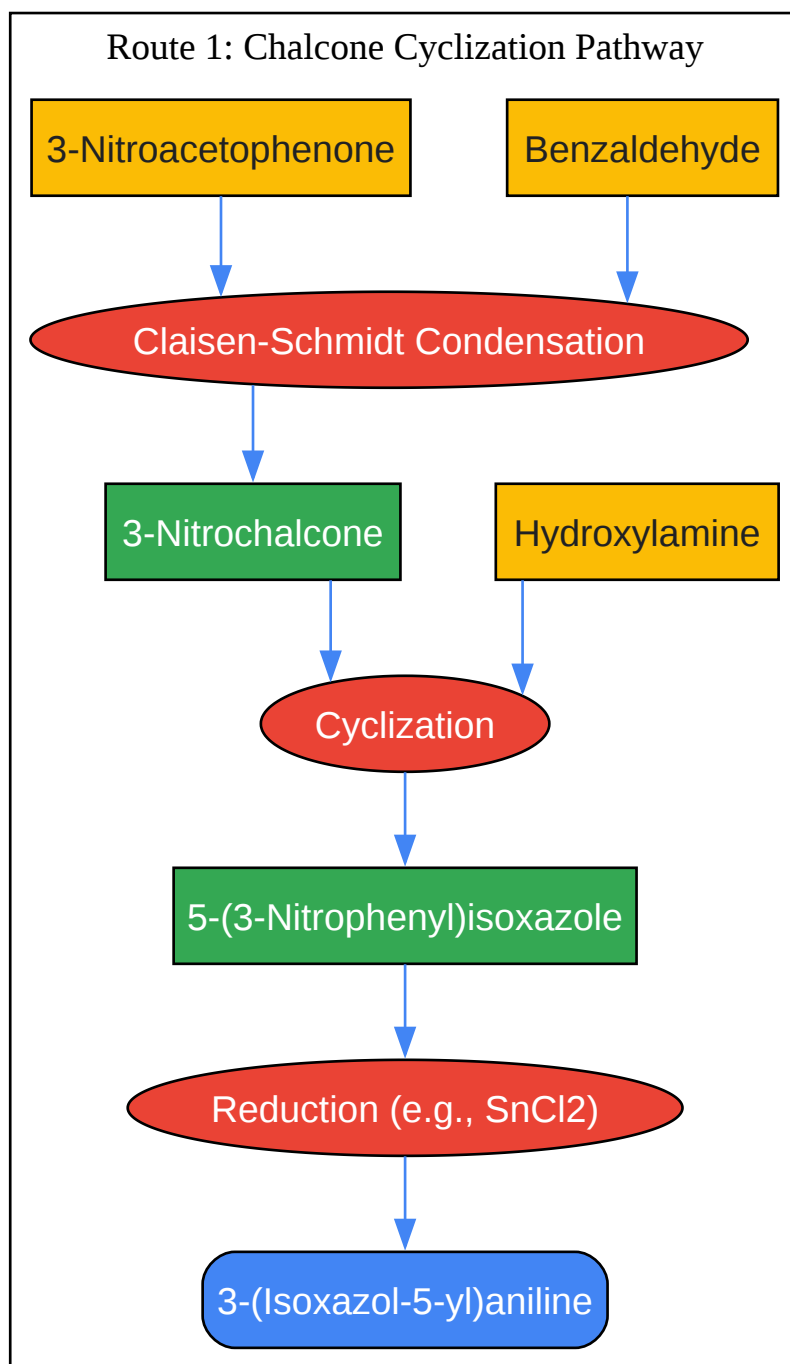 Route 1: Chalcone Cyclization Pathway
3-Nitroacetophenone
Benzaldehyde
Claisen-Schmidt Condensation
3-Nitrochalcone
Hydroxylamine
Cyclization
5-(3-Nitrophenyl)isoxazole
Reduction (e.g., SnCl2)
3-(Isoxazol-5-yl)aniline